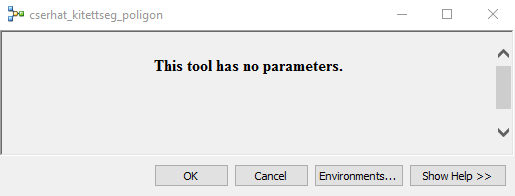 cserhat_kitettseg_poligon
This tool has no parameters.
OK
Cancel
Environments...
Show Help >>